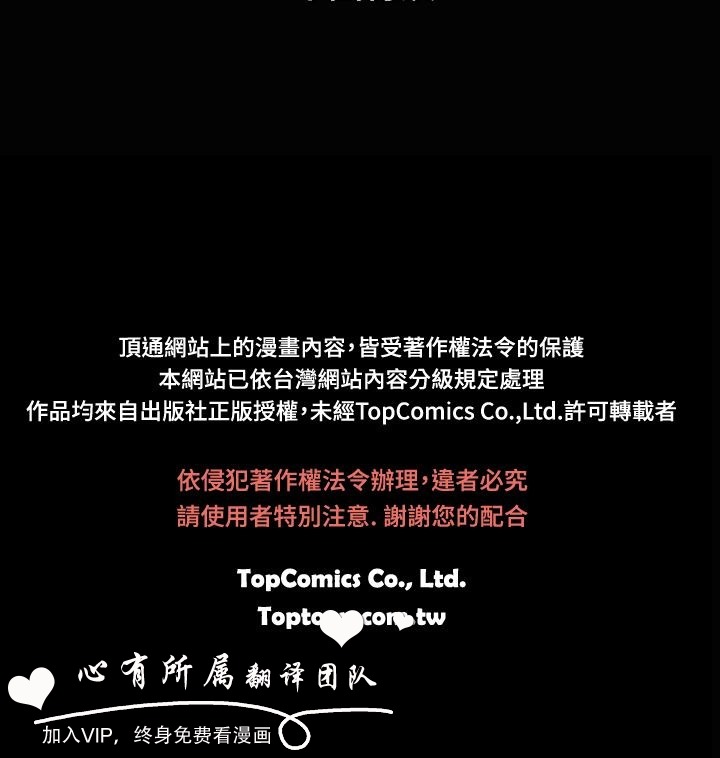 頂通網站上的漫畫內容,皆受著作權法令的保護
本網站已依台灣網站內容分級規定處理
作品均來自出版社正版授權,未經TopComics Co.,Ltd.許可轉載者
依侵犯著作權法令辦理,違者必究
請使用者特別注意. 謝謝您的配合
TopComics Co., Ltd.
心有所属翻译团队
加入VIP，终身免费看漫画